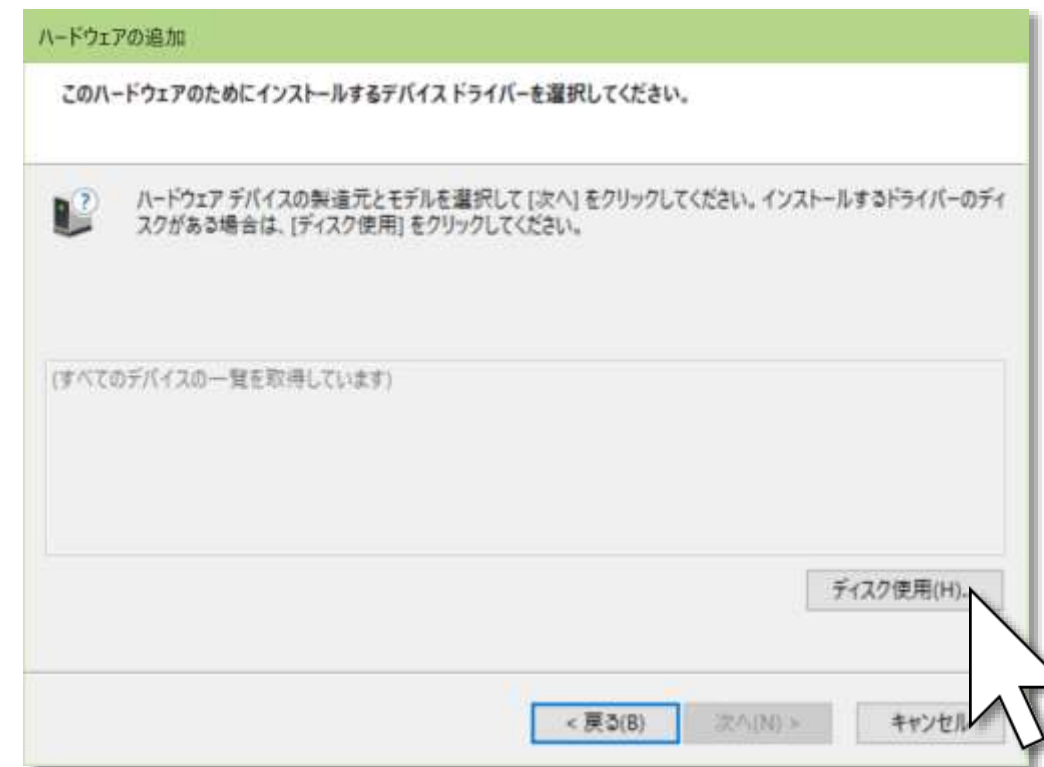 ハードウェアの追加
このハードウェアのためにインストールするデバイス ドライバーを選択してください。
ハードウェア デバイスの製造元とモデルを選択して [次へ] をクリックしてください。インストールするドライバーのディ
スクがある場合は、[ディスク使用] をクリックしてください。
(すべてのデバイスの一覧を取得しています)
ディスク使用(H)...
< 戻る(B)
次へ(N) >
キャンセル